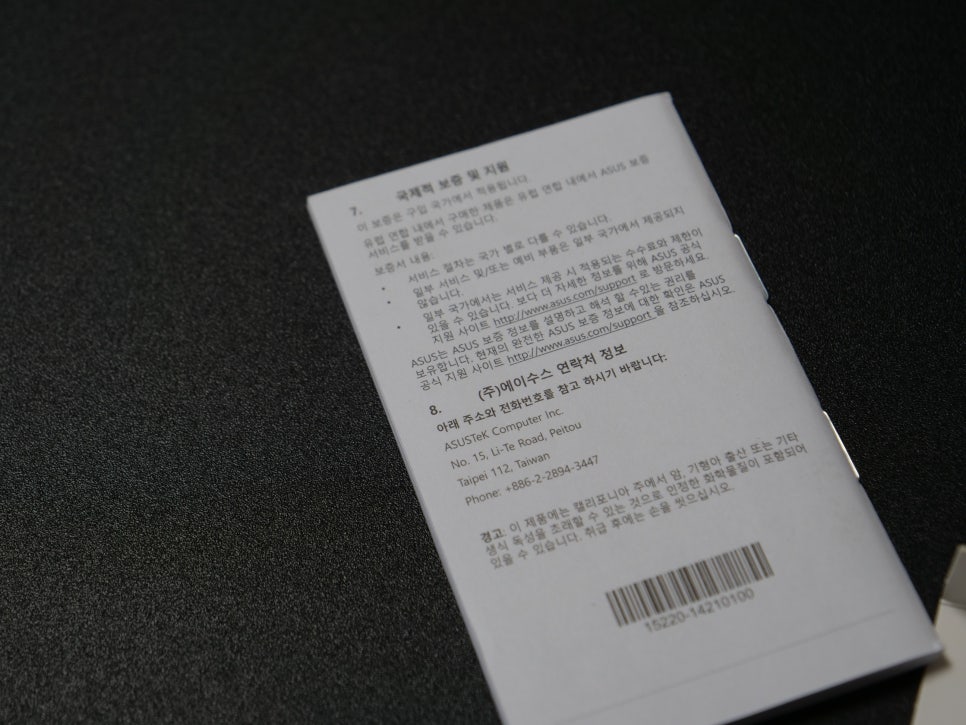 7. 국제적 보증 및 지원
이 보증은 구입 국가에서 적용됩니다.
유럽 연합 내에서 구매한 제품은 유럽 연합 내에서 ASUS 보증
서비스를 받을 수 있습니다.
보증서 내용:
• 서비스 절차는 국가 별로 다를 수 있습니다.
• 일부 서비스 및/또는 예비 부품은 일부 국가에서 제공되지
않습니다.
• 일부 국가에서는 서비스 제공 시 적용되는 수수료와 제한이
있을 수 있습니다. 보다 더 자세한 정보를 위해 ASUS 공식
지원 사이트 http://www.asus.com/support 로 방문하세요.
ASUS는 ASUS 보증 정보를 설명하고 해석 할 수있는 권리를
보유합니다. 현재의 완전한 ASUS 보증 정보에 대한 확인은 ASUS
공식 지원 사이트 http://www.asus.com/support 을 참조하십시오.
8. (주)에이수스 연락처 정보
아래 주소와 전화번호를 참고 하시기 바랍니다:
ASUSTeK Computer Inc.
No. 15, Li-Te Road, Peitou
Taipei 112, Taiwan
Phone: +886-2-2894-3447
경고: 이 제품에는 캘리포니아 주에서 암, 기형아 출산 또는 기타
생식 독성을 초래할 수 있는 것으로 인정한 화학물질이 포함되어
있을 수 있습니다. 취급 후에는 손을 씻으십시오.
15220-14210100